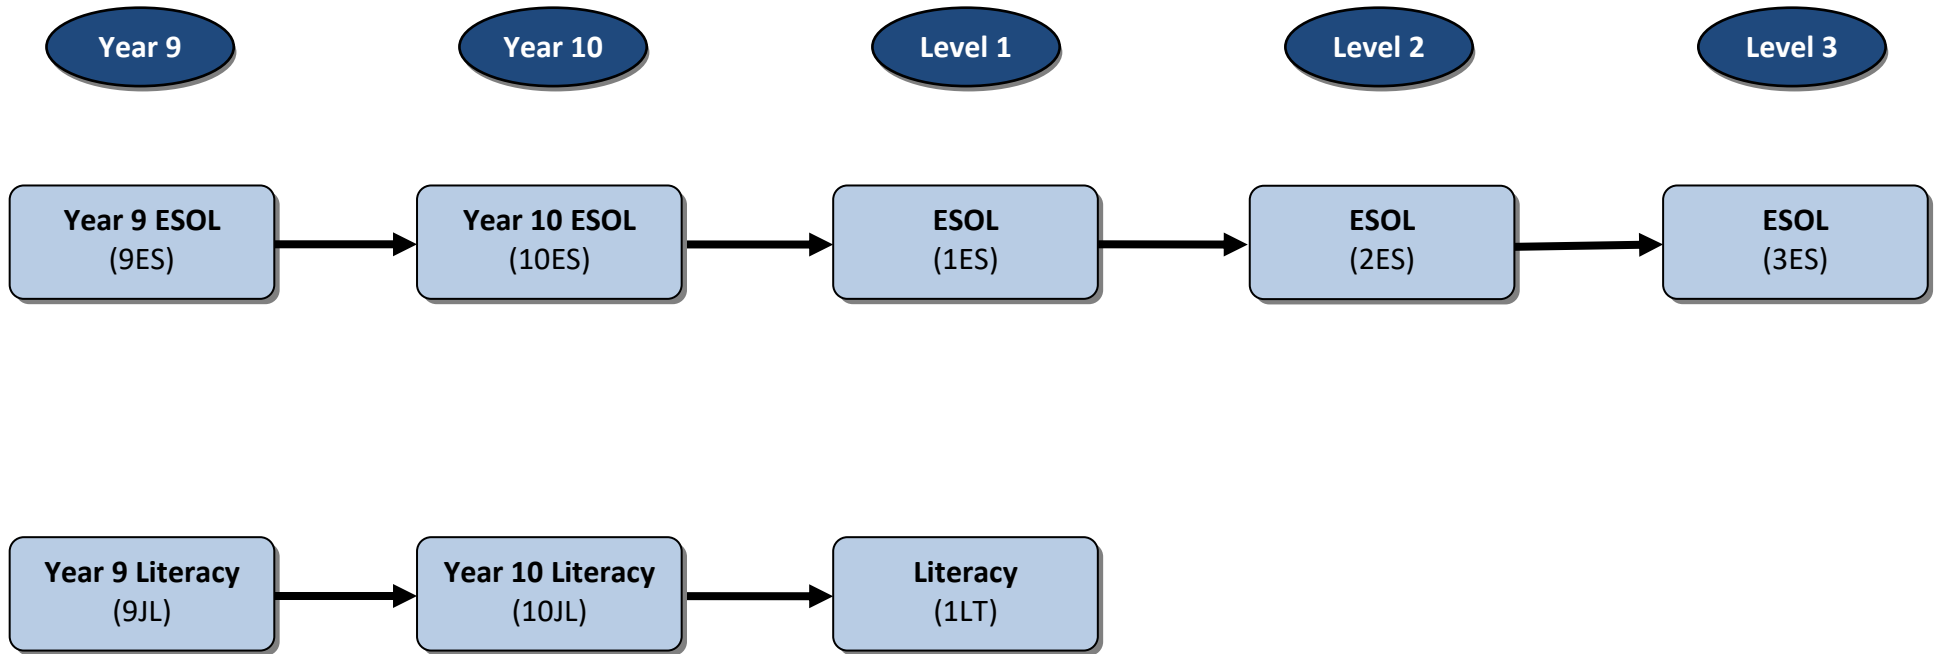 Year 9
Year 10
Level 1
Level 2
Level 3
Year 9 ESOL
(9ES)
Year 10 ESOL
(10ES)
ESOL
(1ES)
ESOL
(2ES)
ESOL
(3ES)
Year 9 Literacy
(9JL)
Year 10 Literacy
(10JL)
Literacy
(1LT)